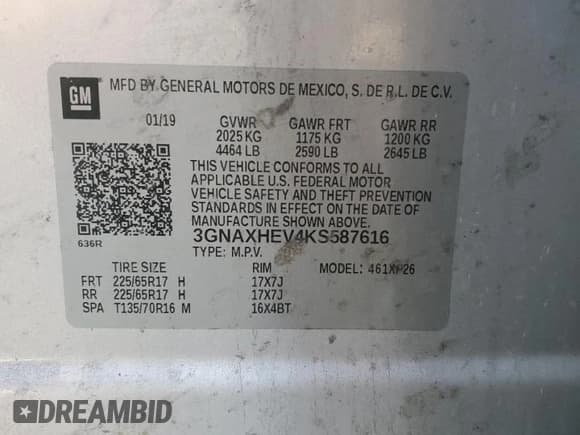 GM
MFD BY GENERAL MOTORS DE MEXICO, S. DE R.L. DE C.V.
01/19 GVWR GAWR FRT GAWR RR
2025 KG 1175 KG 1200 KG
4464 LB 2590 LB 2645 LB
THIS VEHICLE CONFORMS TO ALL
APPLICABLE U.S. FEDERAL MOTOR
VEHICLE SAFETY AND THEFT PREVENTION
STANDARDS IN EFFECT ON THE DATE OF
MANUFACTURE SHOWN ABOVE.
636R
3GNAXHEV4KS587616
TYPE: M.P.V. MODEL: 461XP26
TIRE SIZE RIM
FRT 225/65R17 H 17X7J
RR 225/65R17 H 17X7J
SPA T135/70R16 M 16X4BT
DREAMBID